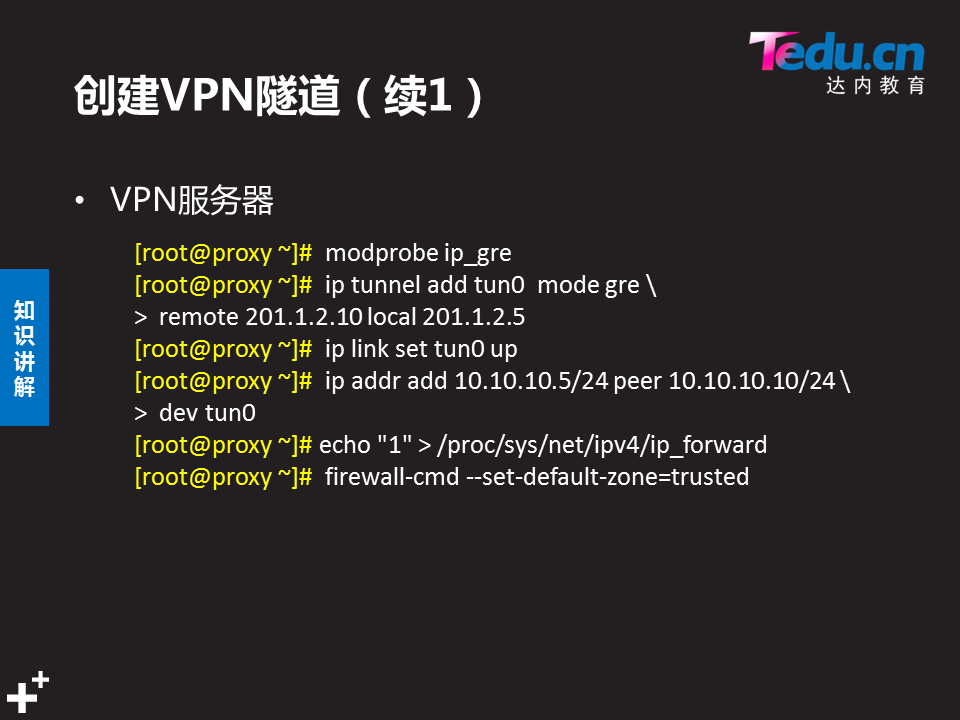 Tedu.cn
达内教育
创建VPN隧道（续1）
• VPN服务器
[root@proxy ~]# modprobe ip_gre
[root@proxy ~]# ip tunnel add tun0 mode gre \
> remote 201.1.2.10 local 201.1.2.5
[root@proxy ~]# ip link set tun0 up
[root@proxy ~]# ip addr add 10.10.10.5/24 peer 10.10.10.10/24 \
> dev tun0
[root@proxy ~]# echo "1" > /proc/sys/net/ipv4/ip_forward
[root@proxy ~]# firewall-cmd --set-default-zone=trusted
知识讲解